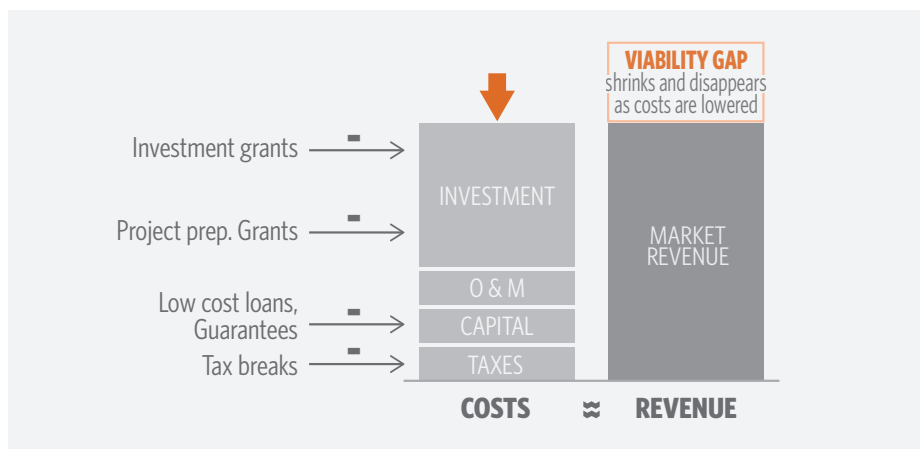 VIABILITY GAP
shrinks and disappears
as costs are lowered
Investment grants
-
INVESTMENT
Project prep. Grants
-
MARKET
REVENUE
O & M
Low cost loans,
Guarantees
-
CAPITAL
Tax breaks
-
TAXES
COSTS ≈ REVENUE